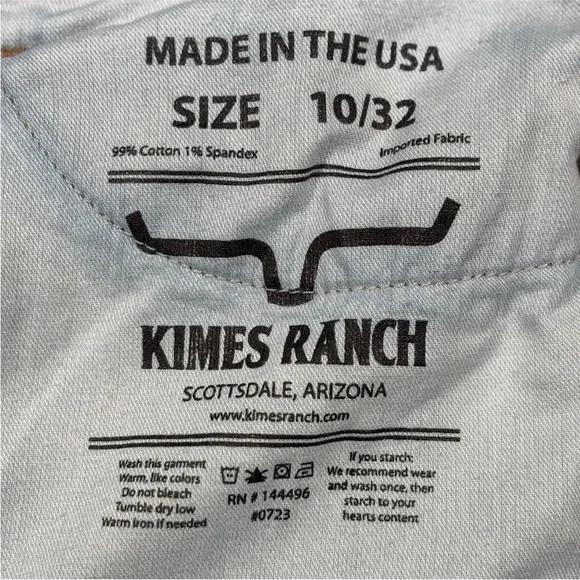 MADE IN THE USA
SIZE 10/32
99% Cotton 1% Spandex Imported Fabric
KIMES RANCH
SCOTTSDALE, ARIZONA
www.kimesranch.com
Wash this garment
Warm, like colors
Do not bleach
Tumble dry low
Warm Iron if needed
RN # 144496
#0723
If you starch:
We recommend wear
and wash once, then
starch to your
hearts content